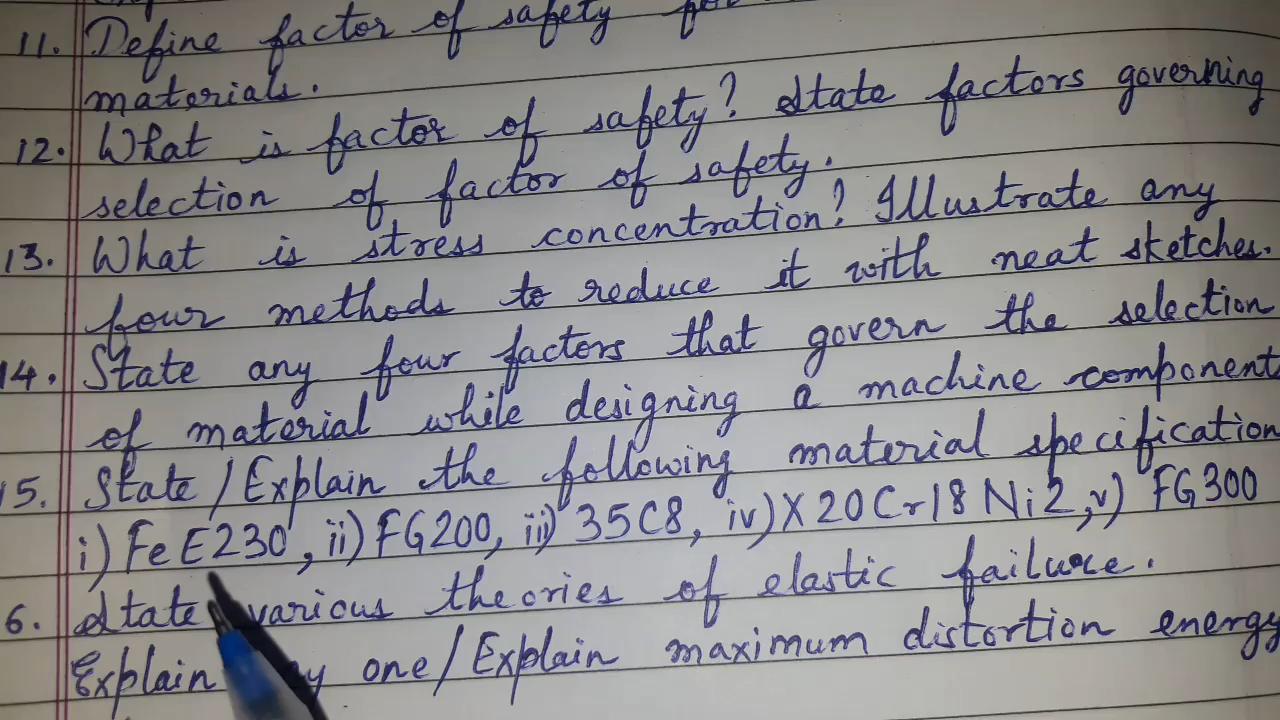 11. Define factor of safety for
materials.
12. What is factor of safety? State factors governing
selection of factor of safety.
13. What is stress concentration? Illustrate any
four methods to reduce it with neat sketches.
14. State any four factors that govern the selection
of material while designing a machine component
15. State/Explain the following material specification
i) FeE230, ii) FG200, iii) 35C8, iv) X20Cr18Ni2, v) FG300
6. State various theories of elastic failure.
Explain any one/Explain maximum distortion energy